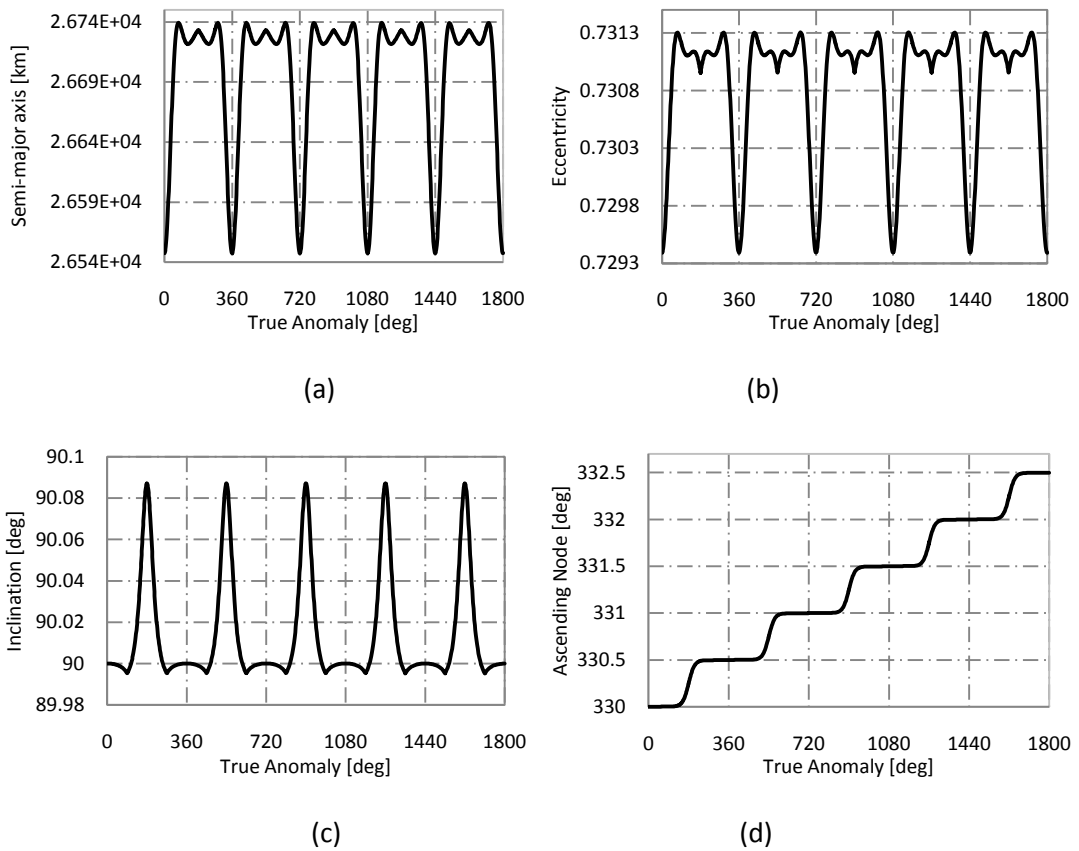 2.674E+04
2.669E+04
2.664E+04
2.659E+04
2.654E+04
Semi-major axis [km]
0 360 720 1080 1440 1800
True Anomaly [deg]
(a)
0.7313
0.7308
0.7303
0.7298
0.7293
Eccentricity
0 360 720 1080 1440 1800
True Anomaly [deg]
(b)
90.1
90.08
90.06
90.04
90.02
90
89.98
Inclination [deg]
0 360 720 1080 1440 1800
True Anomaly [deg]
(c)
332.5
332
331.5
331
330.5
330
Ascending Node [deg]
0 360 720 1080 1440 1800
True Anomaly [deg]
(d)